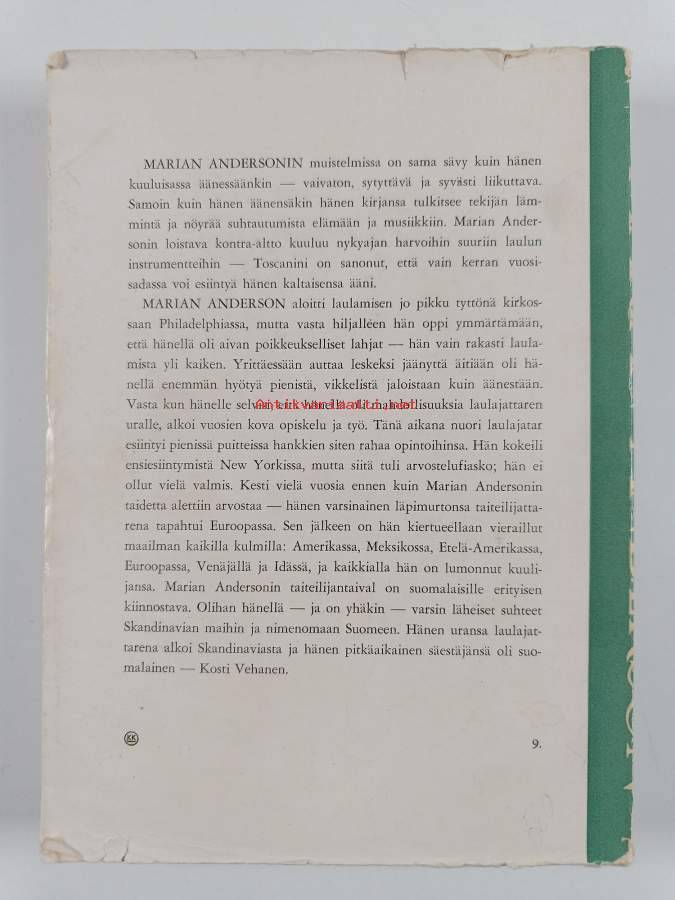 MARIAN ANDERSONIN muistelmissa on sama sävy kuin hänen
kuuluisassa äänessäänkin — vaivaton, sytyttävä ja syvästi liikuttava.
Samoin kuin hänen äänensäkin hänen kirjansa tulkitsee tekijän läm-
mintä ja nöyrää suhtautumista elämään ja musiikkiin. Marian Ander-
sonin loistava kontra-altto kuuluu nykyajan harvoihin suuriin laulun
instrumentteihin — Toscanini on sanonut, että vain kerran vuosi-
sadassa voi esiintyä hänen kaltaisensa ääni.
MARIAN ANDERSON aloitti laulamisen jo pikku tyttönä kirkos-
saan Philadelphiassa, mutta vasta hiljalleen hän oppi ymmärtämään,
että hänellä oli aivan poikkeukselliset lahjat — hän vain rakasti laula-
mista yli kaiken. Yrittäessään auttaa leskeksi jäänyttä äitiään oli hä-
nellä enemmän hyötyä pienistä, vikkelistä jaloistaan kuin äänestään.
Vasta kun hänelle selvisi, että hänellä oli mahdollisuuksia laulajattaren
uralle, alkoi vuosien kova opiskelu ja työ. Tänä aikana nuori laulajatar
esiintyi pienissä puitteissa hankkien siten rahaa opintoihinsa. Hän kokeili
ensiesiintymistä New Yorkissa, mutta siitä tuli arvostelufiasko; hän ei
ollut vielä valmis. Kesti vielä vuosia ennen kuin Marian Andersonin
taidetta alettiin arvostaa — hänen varsinainen läpimurtonsa taiteilijatta-
rena tapahtui Euroopassa. Sen jälkeen on hän kiertueellaan vieraillut
maailman kaikilla kulmilla: Amerikassa, Meksikossa, Etelä-Amerikassa,
Euroopassa, Venäjällä ja Idässä, ja kaikkialla hän on lumonnut kuuli-
jansa. Marian Andersonin taiteilijantaival on suomalaisille erityisen
kiinnostava. Olihan hänellä — ja on yhäkin — varsin läheiset suhteet
Skandinavian maihin ja nimenomaan Suomeen. Hänen uransa laulajat-
tarena alkoi Skandinaviasta ja hänen pitkäaikainen säestäjänsä oli suo-
malainen — Kosti Vehanen.
KK
9.